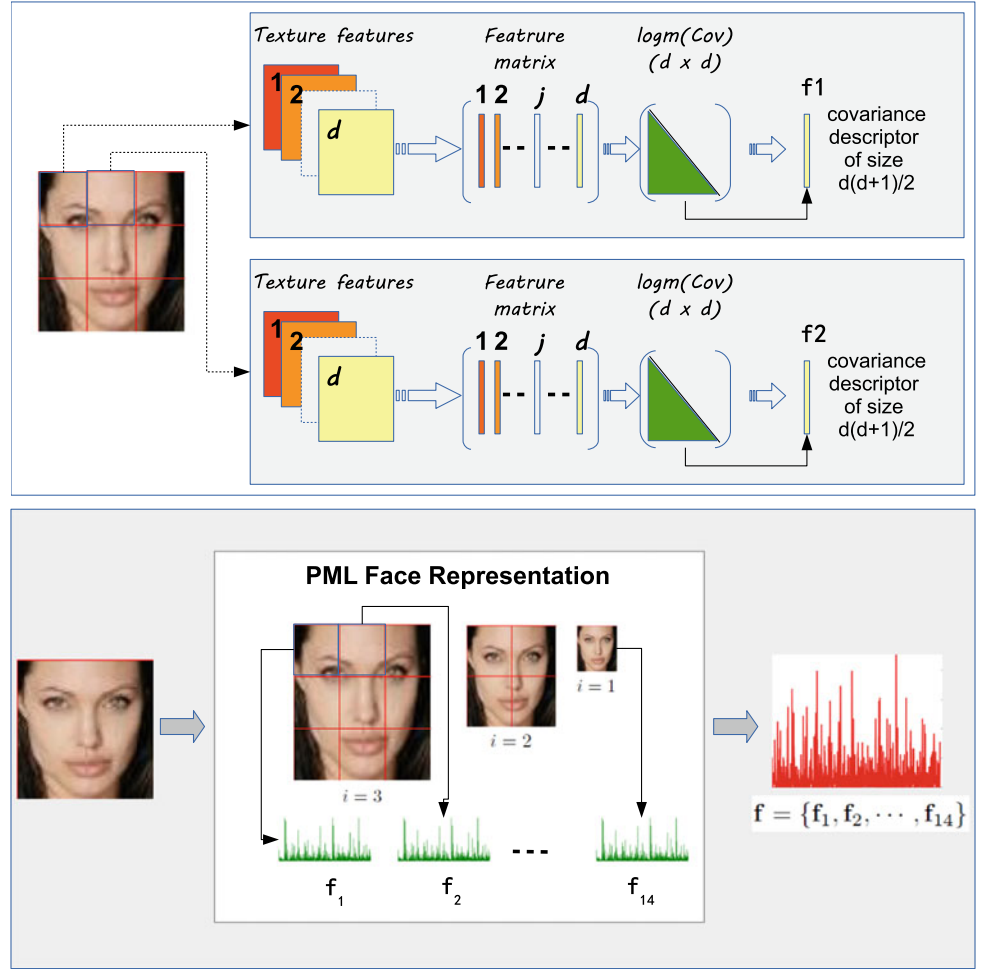 Texture features
Featrure
matrix
logm(Cov)
(d x d)
1
2
d
1 2 j d
f1
covariance
descriptor
of size
d(d+1)/2
Texture features
Featrure
matrix
logm(Cov)
(d x d)
1
2
d
1 2 j d
f2
covariance
descriptor
of size
d(d+1)/2
PML Face Representation
i = 1
i = 2
i = 3
f1 f2 --- f14
f = {f1, f2, ··· , f14}